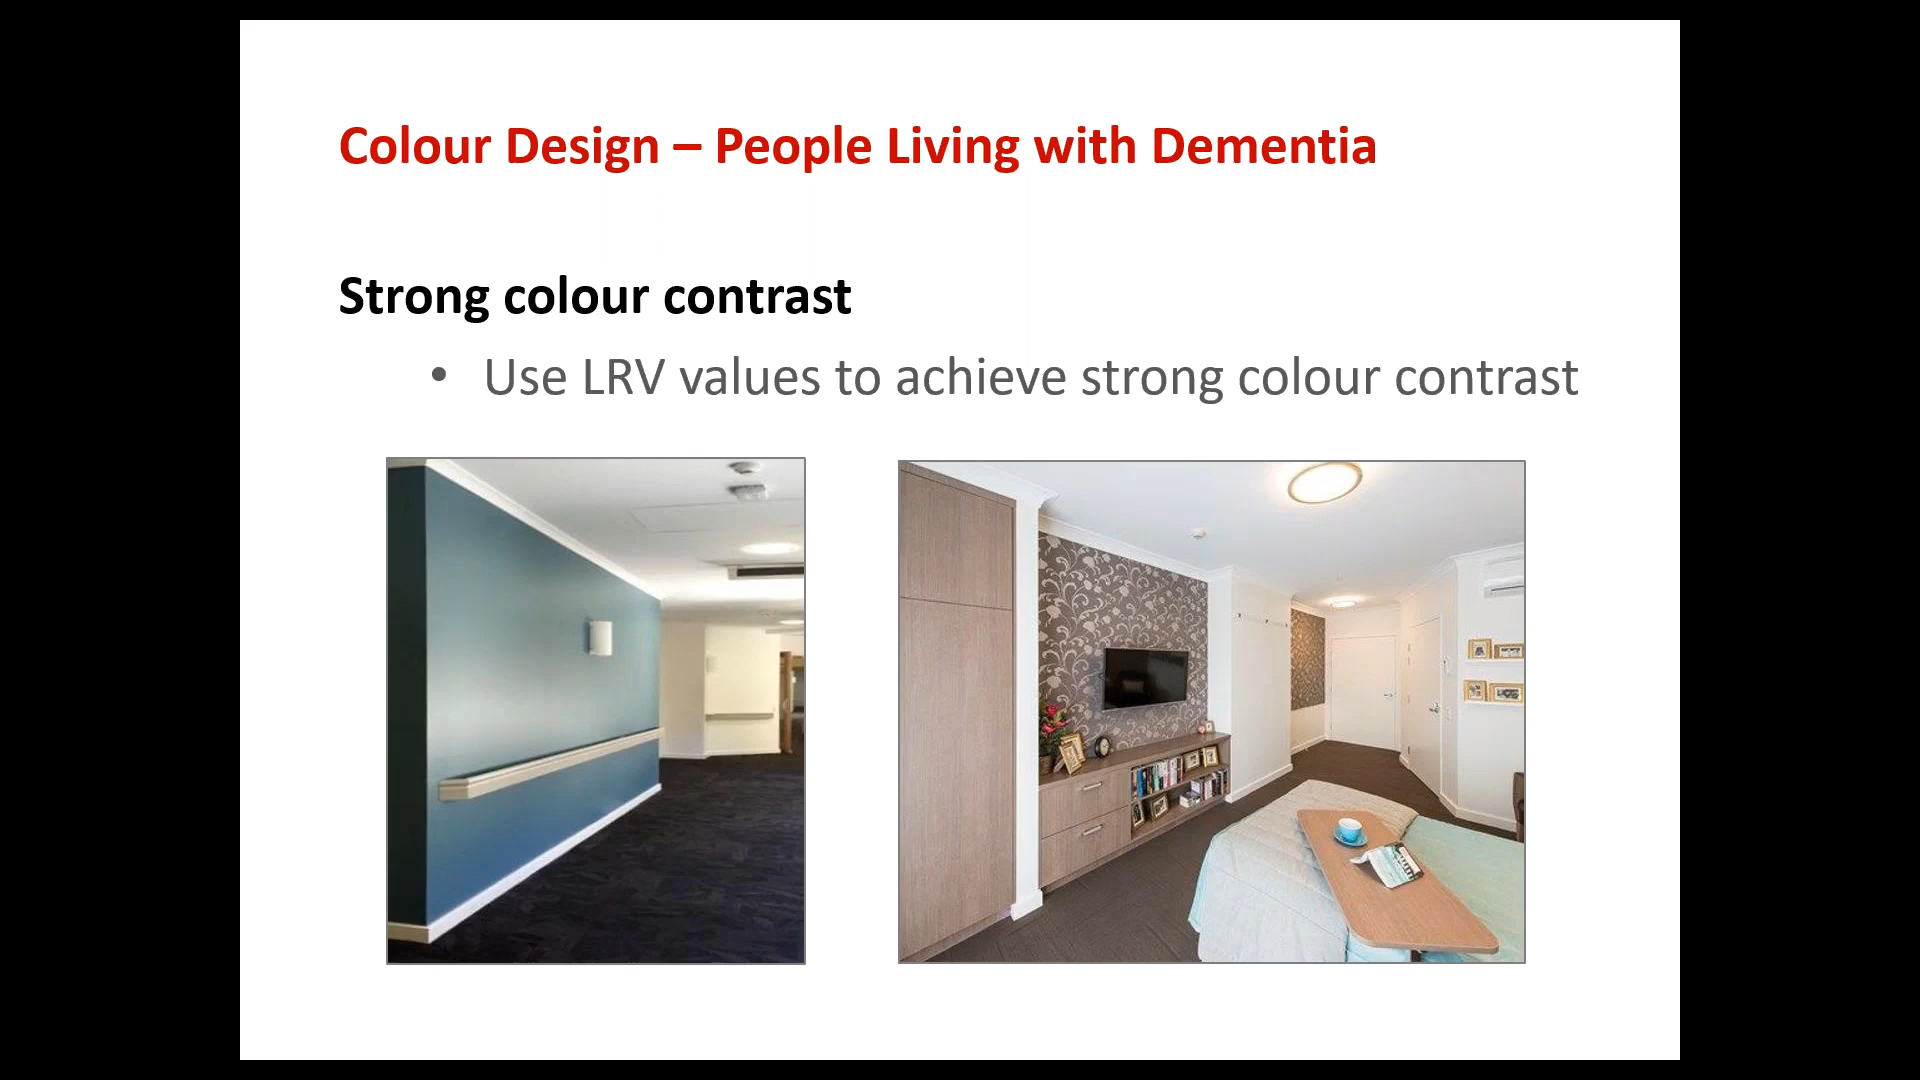 Colour Design – People Living with Dementia
Strong colour contrast
• Use LRV values to achieve strong colour contrast